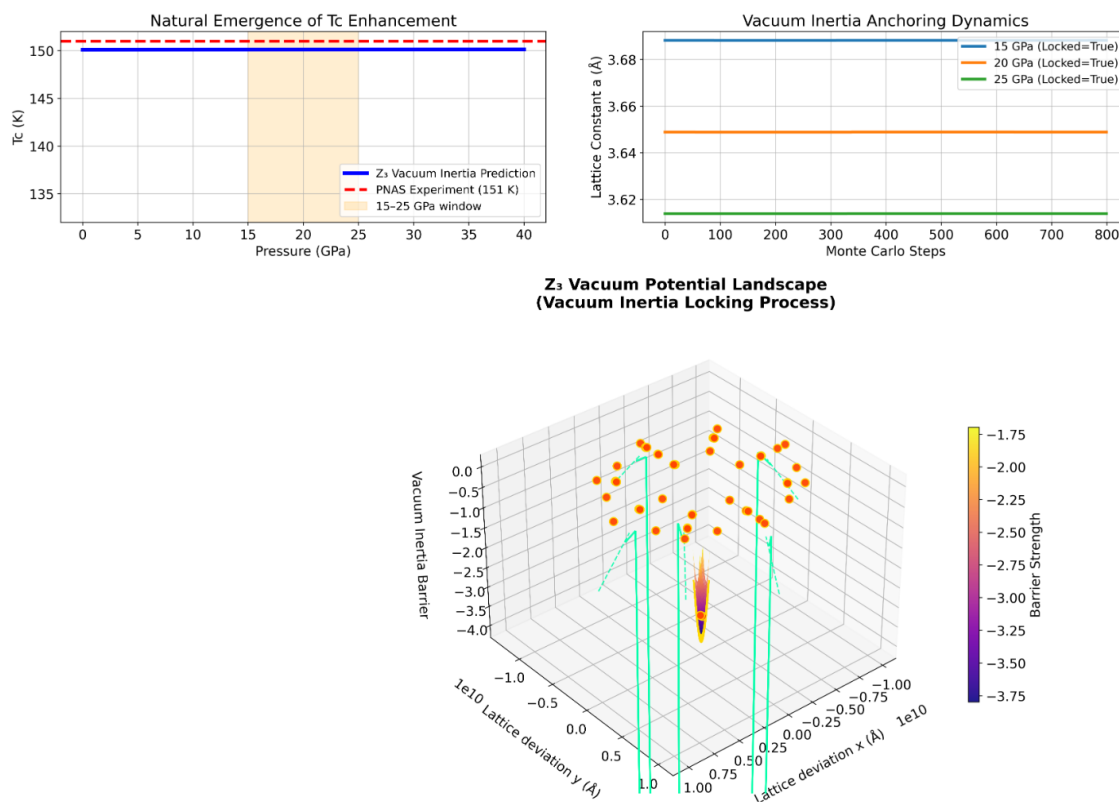 Natural Emergence of Tc Enhancement
150
145
140
135
Tc (K)
Z₃ Vacuum Inertia Prediction
PNAS Experiment (151 K)
15–25 GPa window
0 5 10 15 20 25 30 35 40
Pressure (GPa)
Vacuum Inertia Anchoring Dynamics
3.68
3.66
3.64
3.62
Lattice Constant a (Å)
15 GPa (Locked=True)
20 GPa (Locked=True)
25 GPa (Locked=True)
0 100 200 300 400 500 600 700 800
Monte Carlo Steps
Z₃ Vacuum Potential Landscape
(Vacuum Inertia Locking Process)
Vacuum Inertia Barrier
0.0
−0.5
−1.0
−1.5
−2.0
−2.5
−3.0
−3.5
−4.0
−1.0
−0.5
0.0
0.5
1.0
1e10
Lattice deviation y (Å)
−1.00
−0.75
−0.50
−0.25
0.00
0.25
0.50
0.75
1.00
Lattice deviation x (Å)
1e10
−1.75
−2.00
−2.25
−2.50
−2.75
−3.00
−3.25
−3.50
−3.75
Barrier Strength